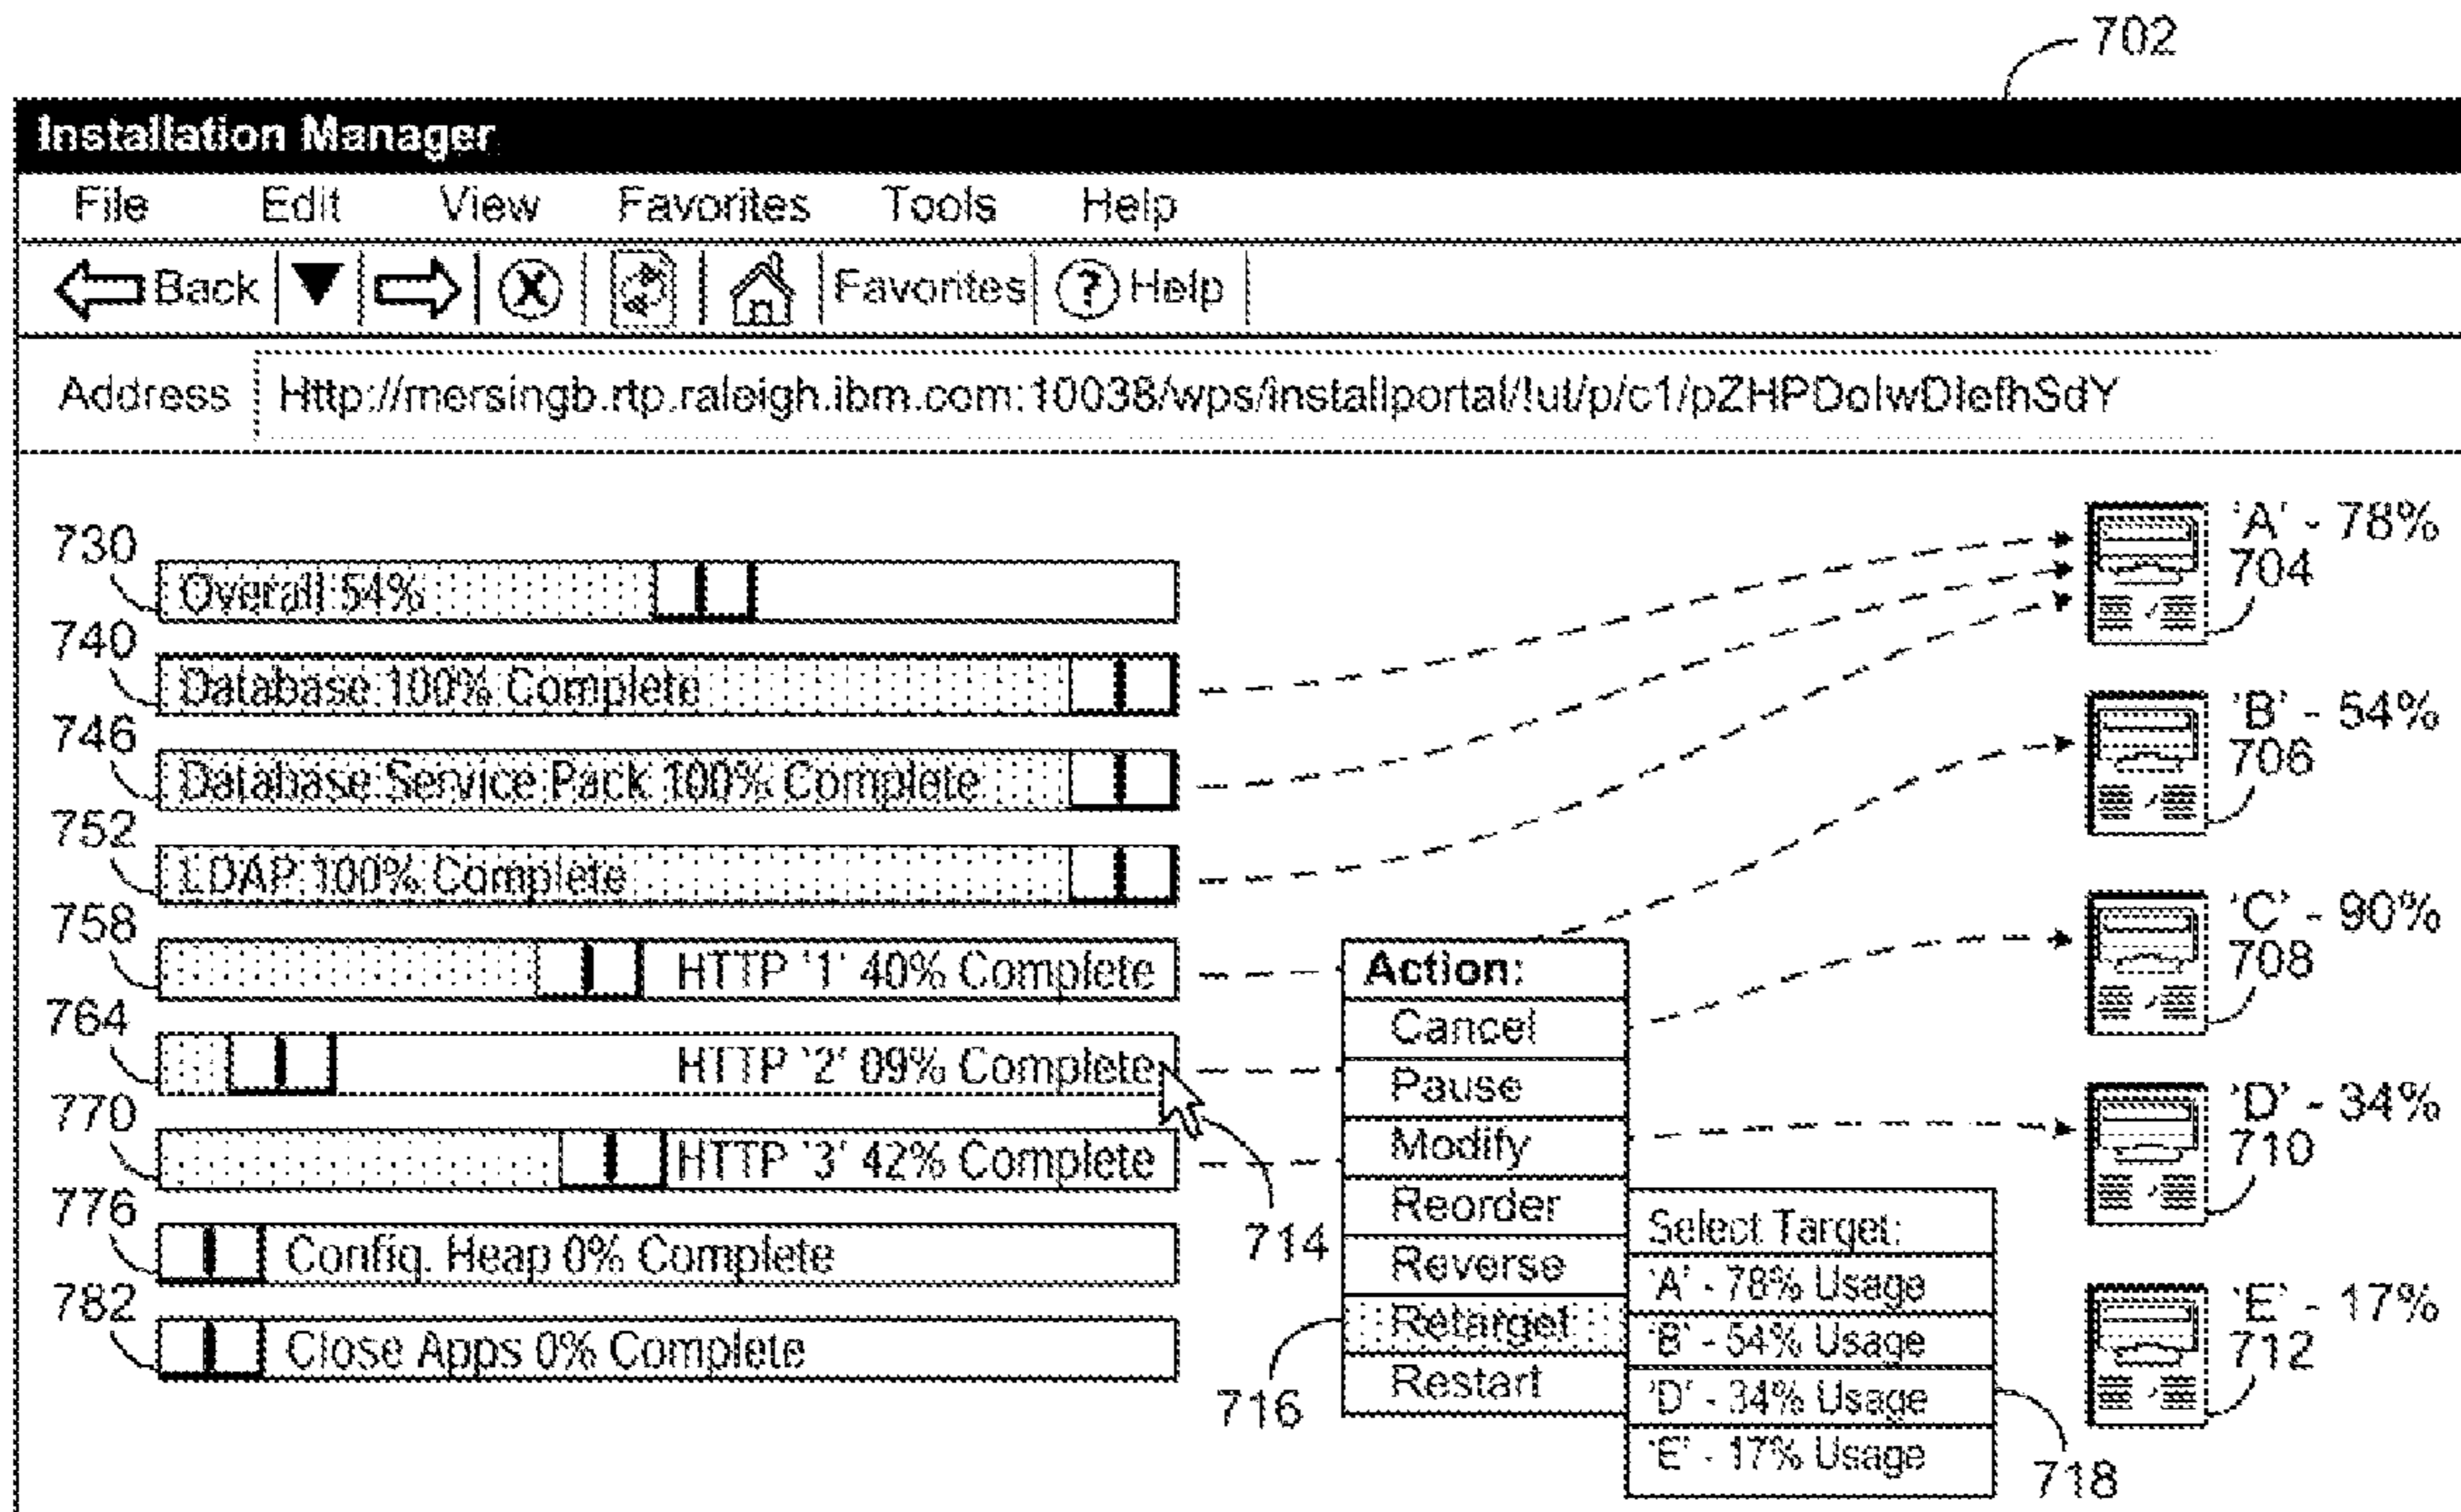 702
Installation Manager
File Edit View Favorites Tools Help
Back X Favorites ? Help
Address Http://mersingb.rtp.raleigh.ibm.com:10038/wps/installportal/!ut/p/c1/pZHPDoIwDIefhSdY
730 Overall 54%
740 Database 100% Complete
746 Database Service Pack 100% Complete
752 LDAP 100% Complete
758 HTTP '1' 40% Complete
764 HTTP '2' 09% Complete
770 HTTP '3' 42% Complete
776 Config. Heap 0% Complete
782 Close Apps 0% Complete
714
Action:
Cancel
Pause
Modify
Reorder
Reverse
Retarget
Restart
716
Select Target:
'A' - 78% Usage
'B' - 54% Usage
'D' - 34% Usage
'E' - 17% Usage
718
'A' - 78%
704
'B' - 54%
706
'C' - 90%
708
'D' - 34%
710
'E' - 17%
712